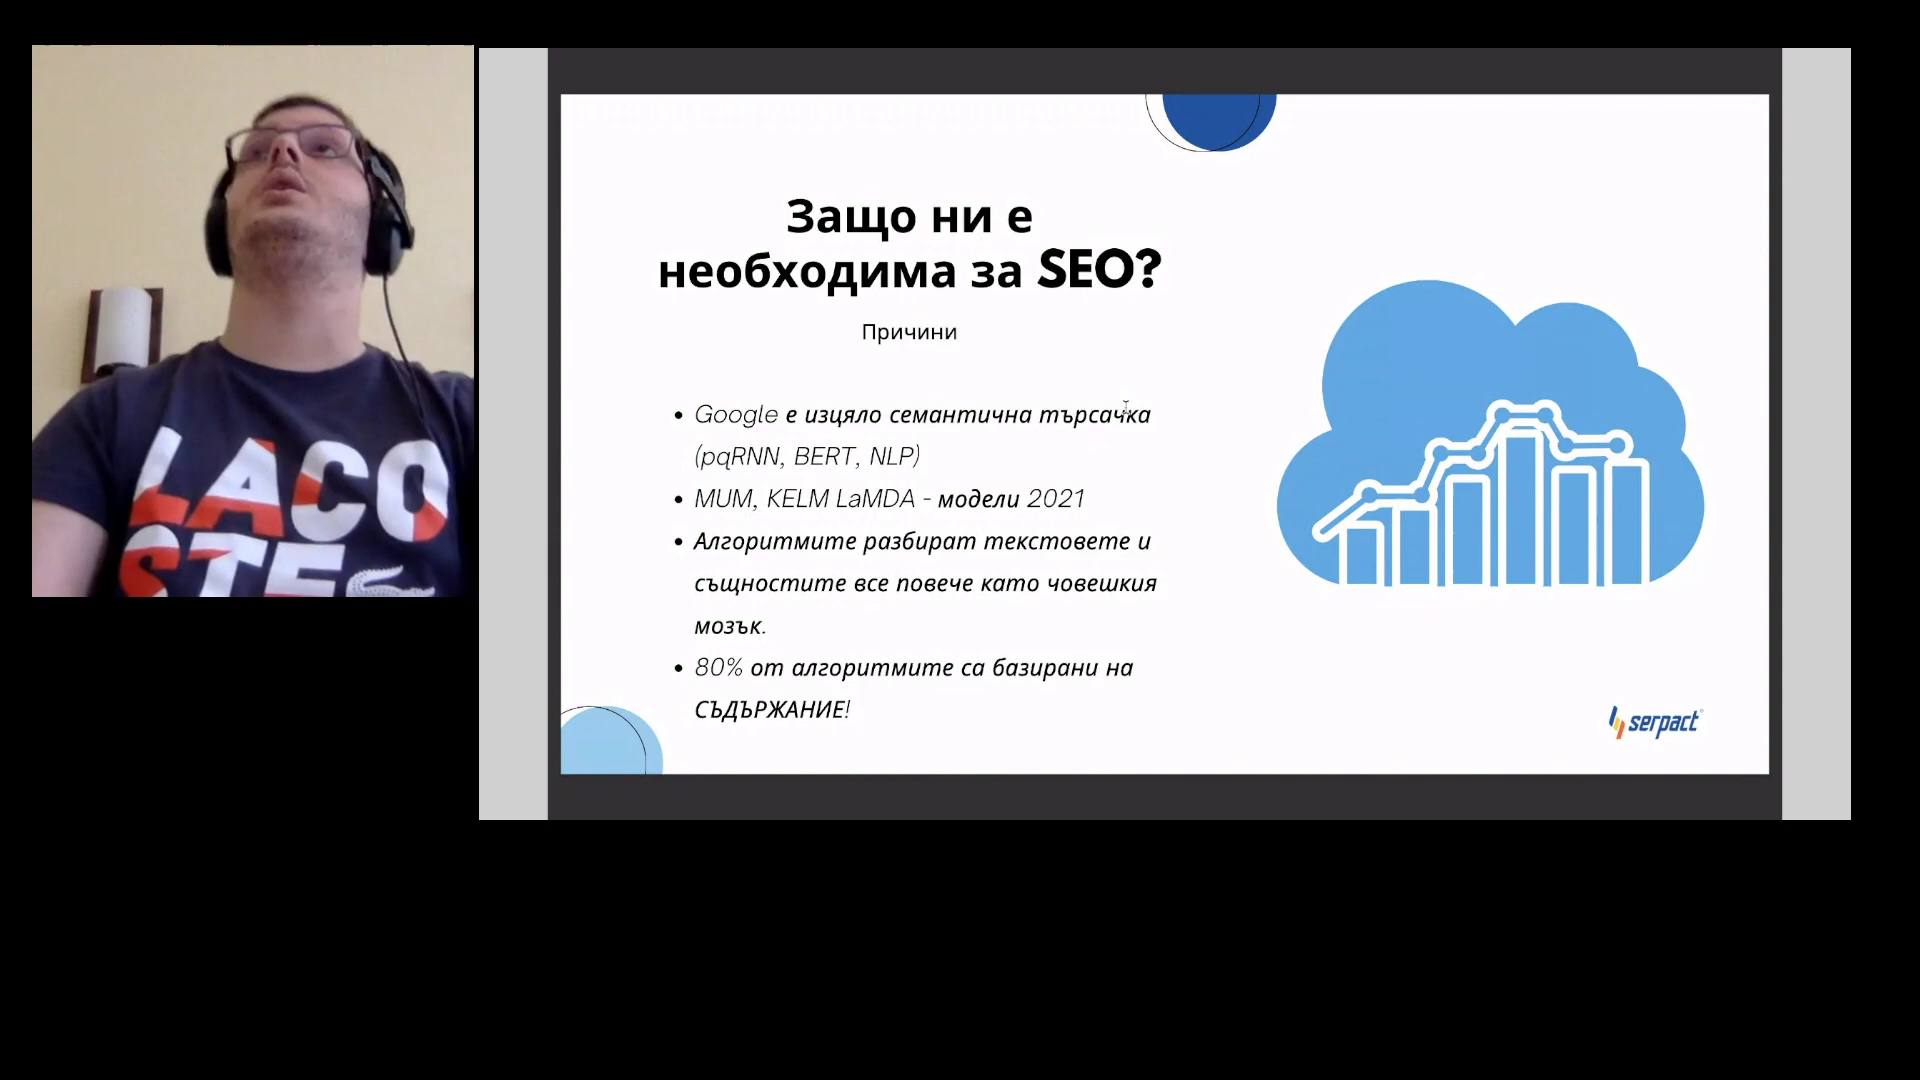 LACO
STE
Защо ни е
необходима за SEO?
Причини
• Google е изцяло семантична търсачка
(pqRNN, BERT, NLP)
• MUM, KELM LaMDA - модели 2021
• Алгоритмите разбират текстовете и
същностите все повече като човешкия
мозък.
• 80% от алгоритмите са базирани на
СЪДЪРЖАНИЕ!
serpact